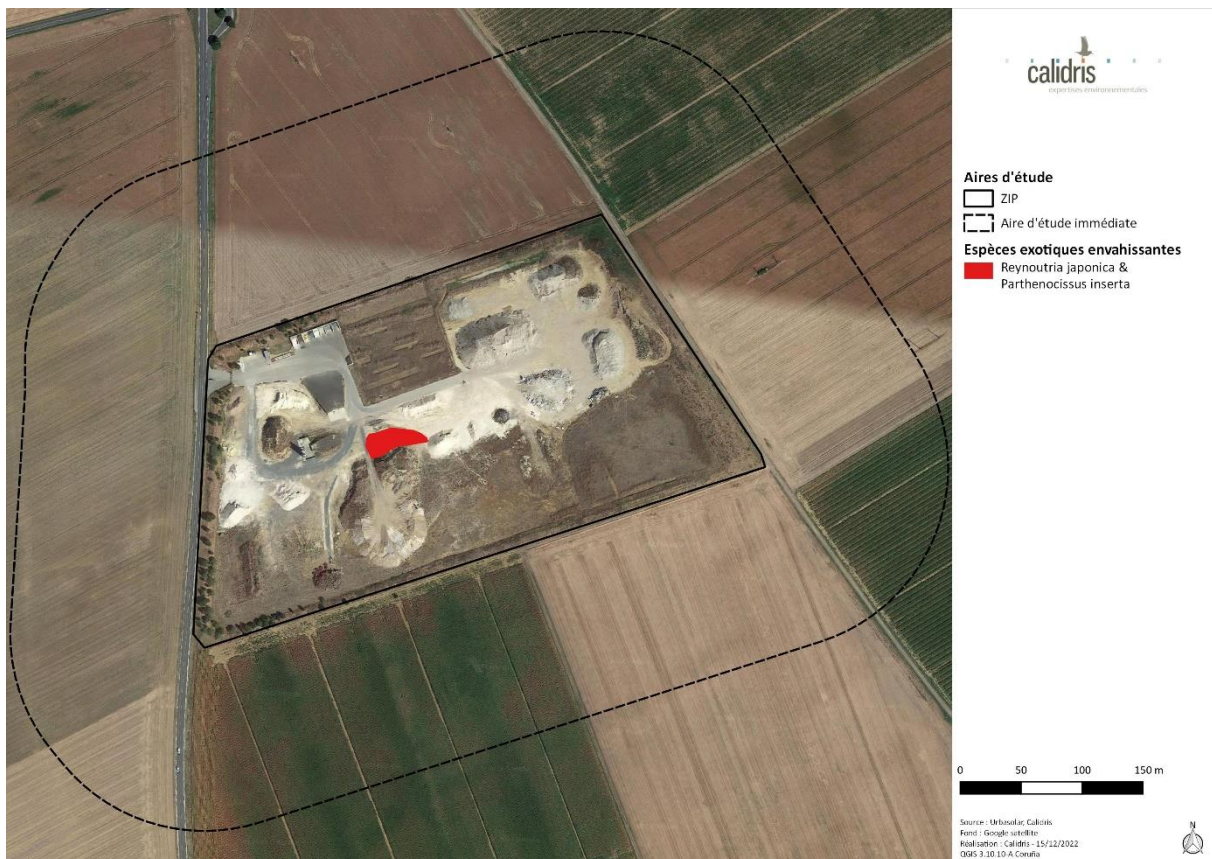 calidris
expertises environnementales
Aires d'étude
ZIP
Aire d'étude immédiate
Espèces exotiques envahissantes
Reynoutria japonica &
Parthenocissus inserta
0 50 100 150 m
Source : Urbasolar, Calidris
Fond : Google satellite
Réalisation : Calidris - 15/12/2022
QGIS 3.10.10-A Coruña
N